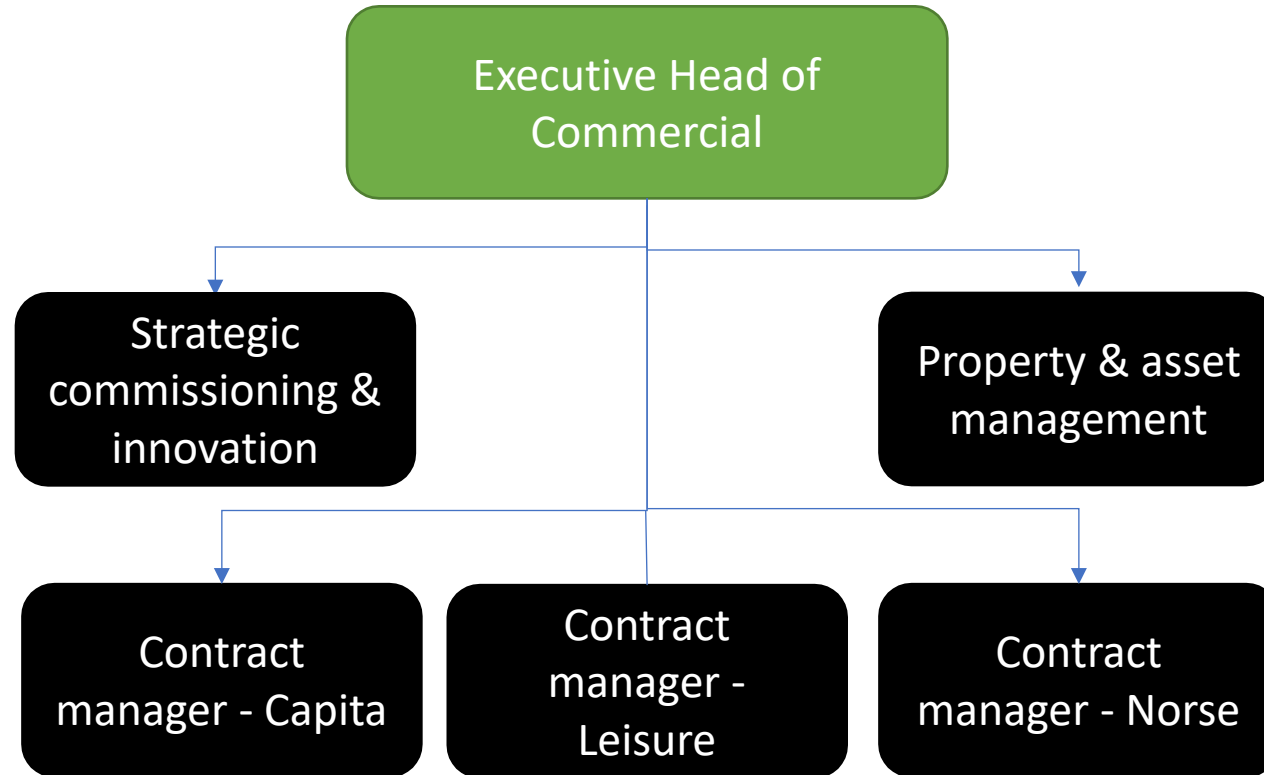 Executive Head of
Commercial
Strategic
commissioning &
innovation
Property & asset
management
Contract
manager - Capita
Contract
manager -
Leisure
Contract
manager - Norse